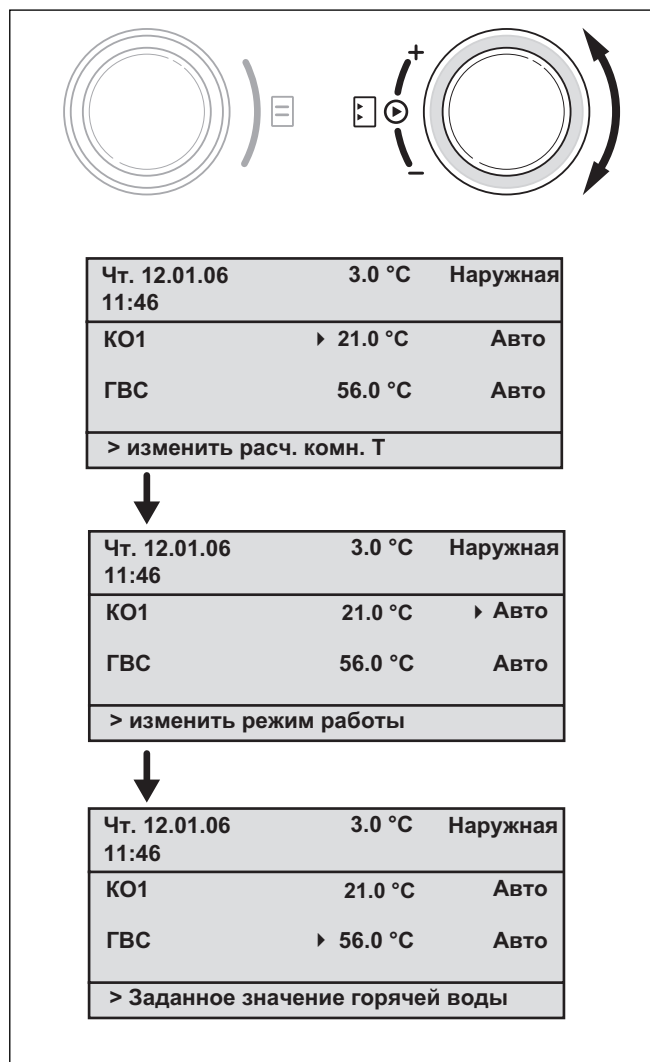 +
−
Чт. 12.01.06 3.0 °C Наружная
11:46
КО1 ▸ 21.0 °C Авто
ГВС 56.0 °C Авто
> изменить расч. комн. Т
Чт. 12.01.06 3.0 °C Наружная
11:46
КО1 21.0 °C ▸ Авто
ГВС 56.0 °C Авто
> изменить режим работы
Чт. 12.01.06 3.0 °C Наружная
11:46
КО1 21.0 °C Авто
ГВС ▸ 56.0 °C Авто
> Заданное значение горячей воды